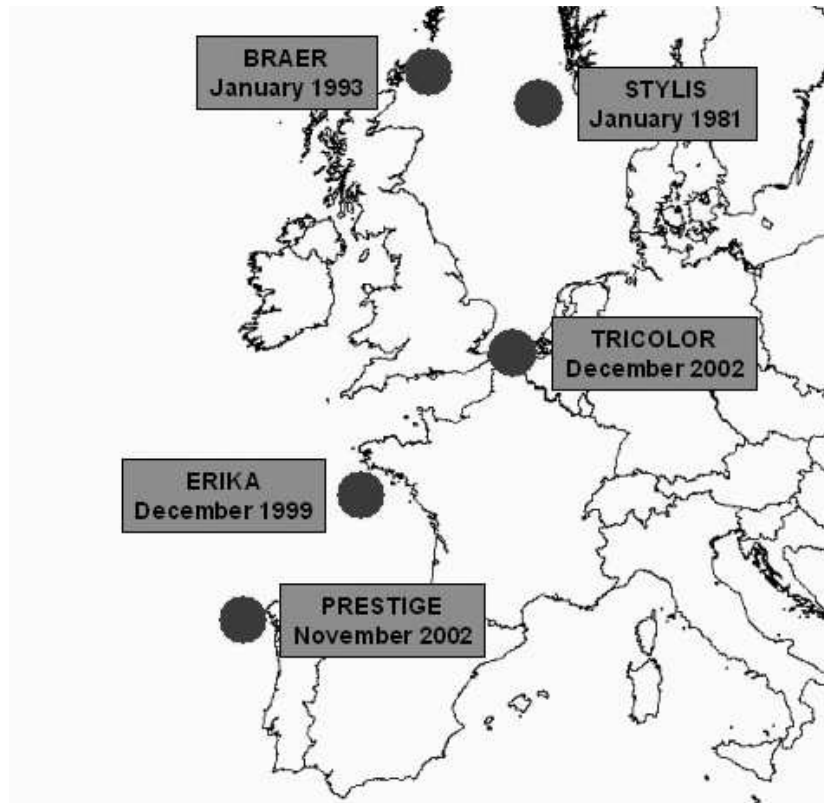 BRAER
January 1993
STYLIS
January 1981
TRICOLOR
December 2002
ERIKA
December 1999
PRESTIGE
November 2002